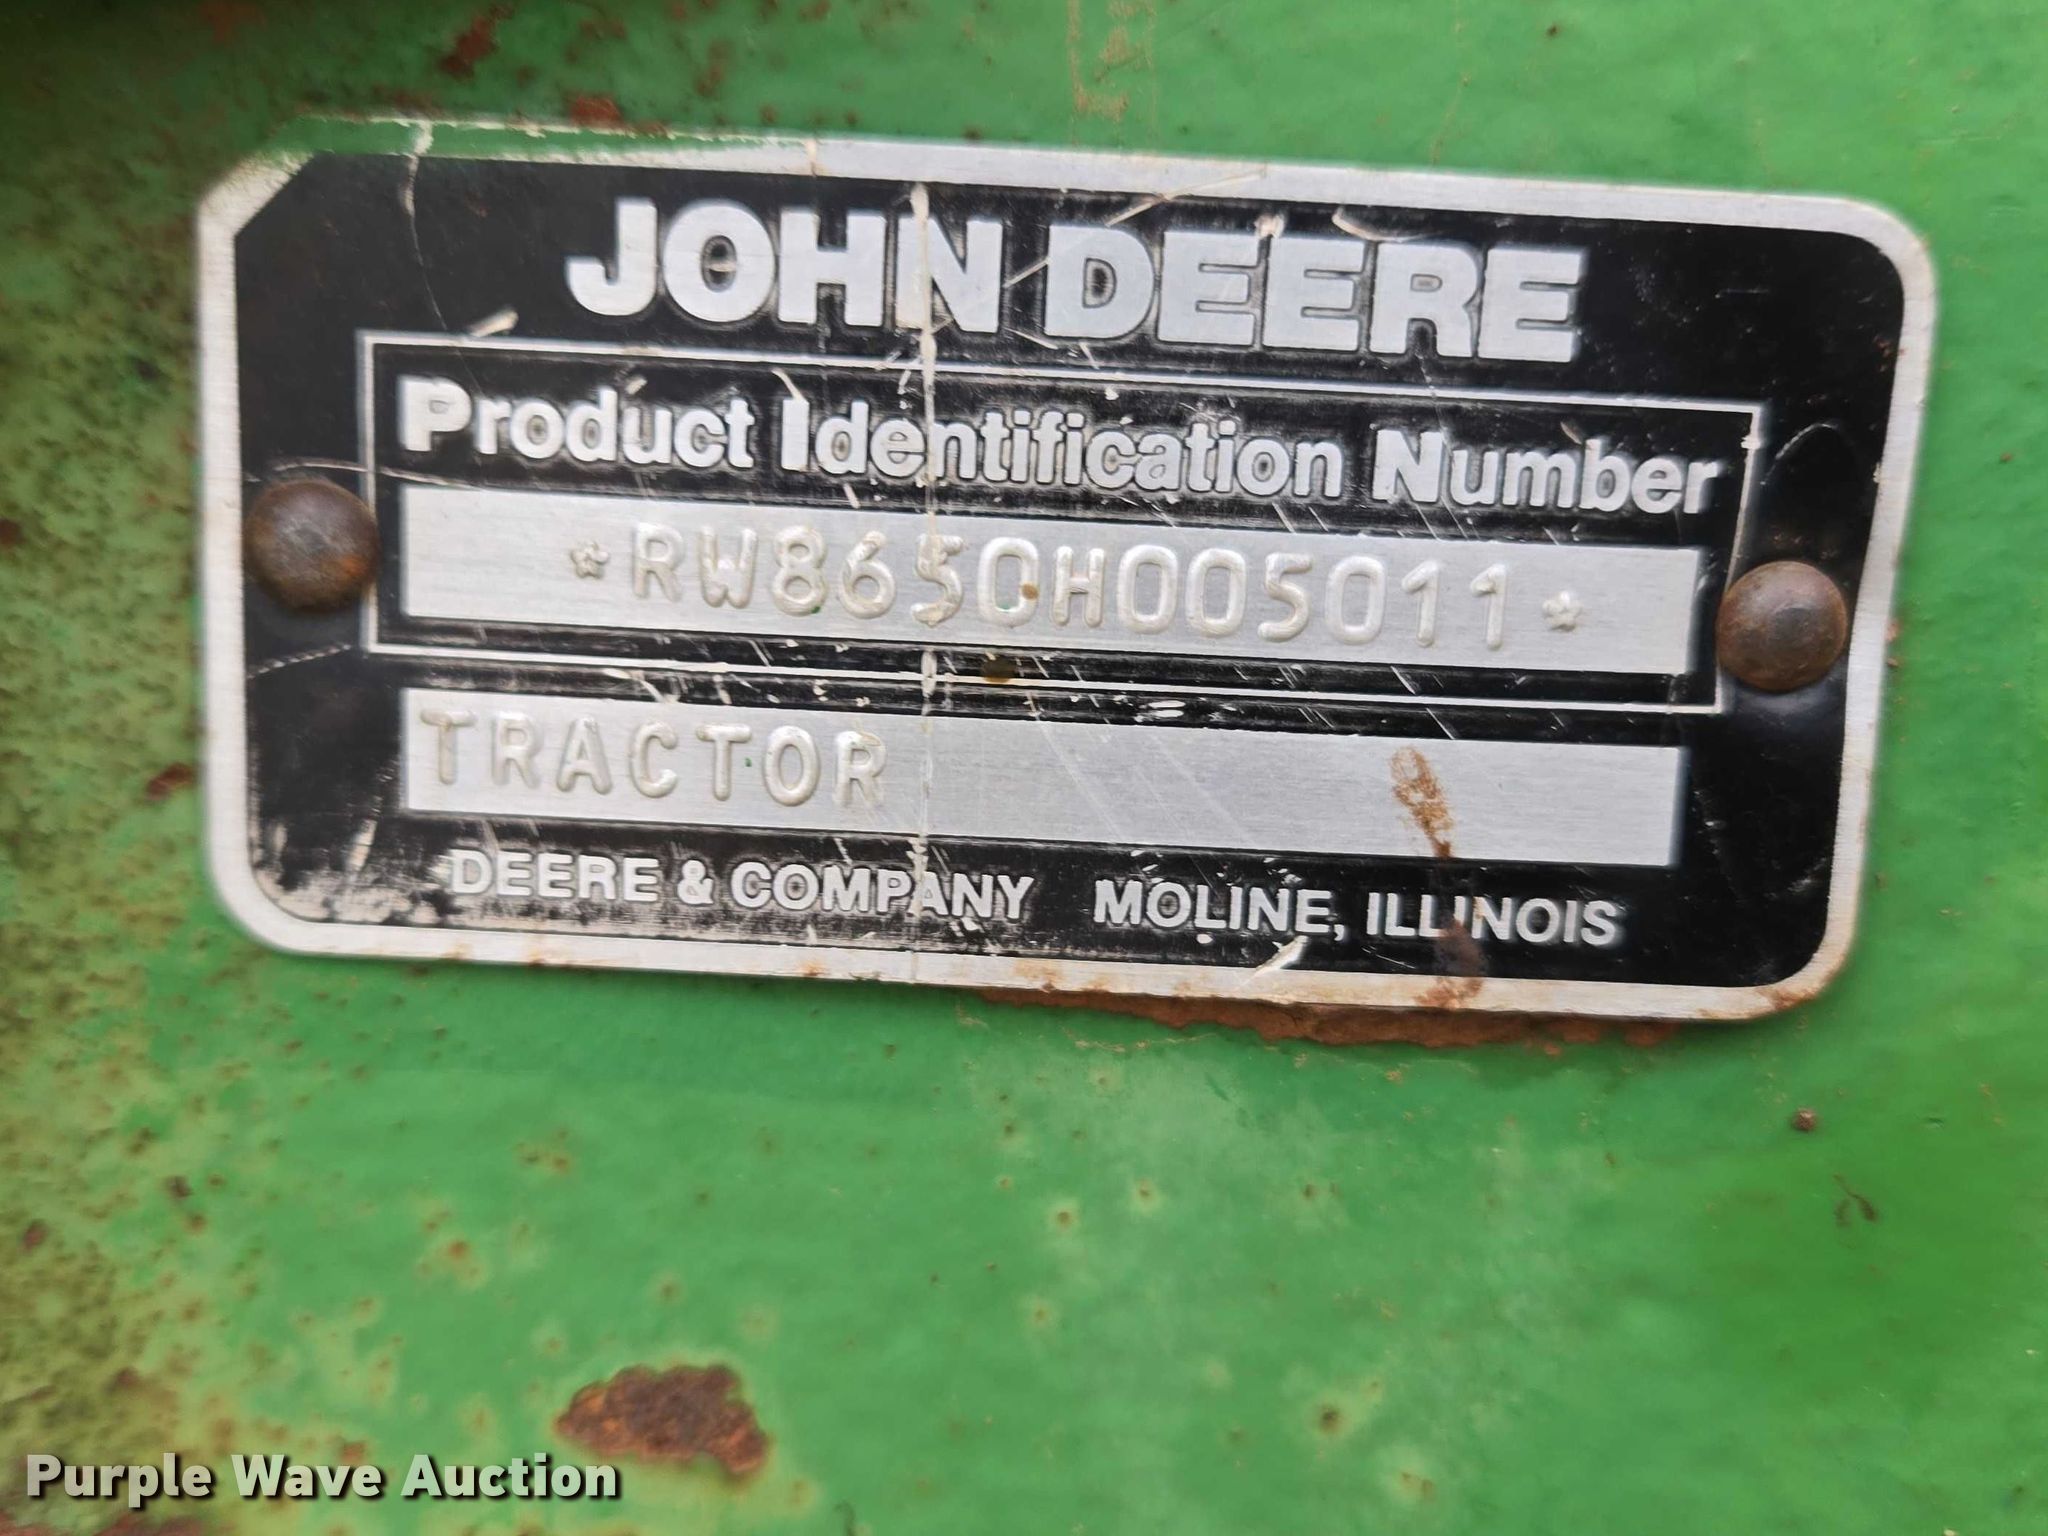 JOHN DEERE
Product Identification Number
*RW8650H005011*
TRACTOR
DEERE & COMPANY MOLINE, ILLINOIS
Purple Wave Auction